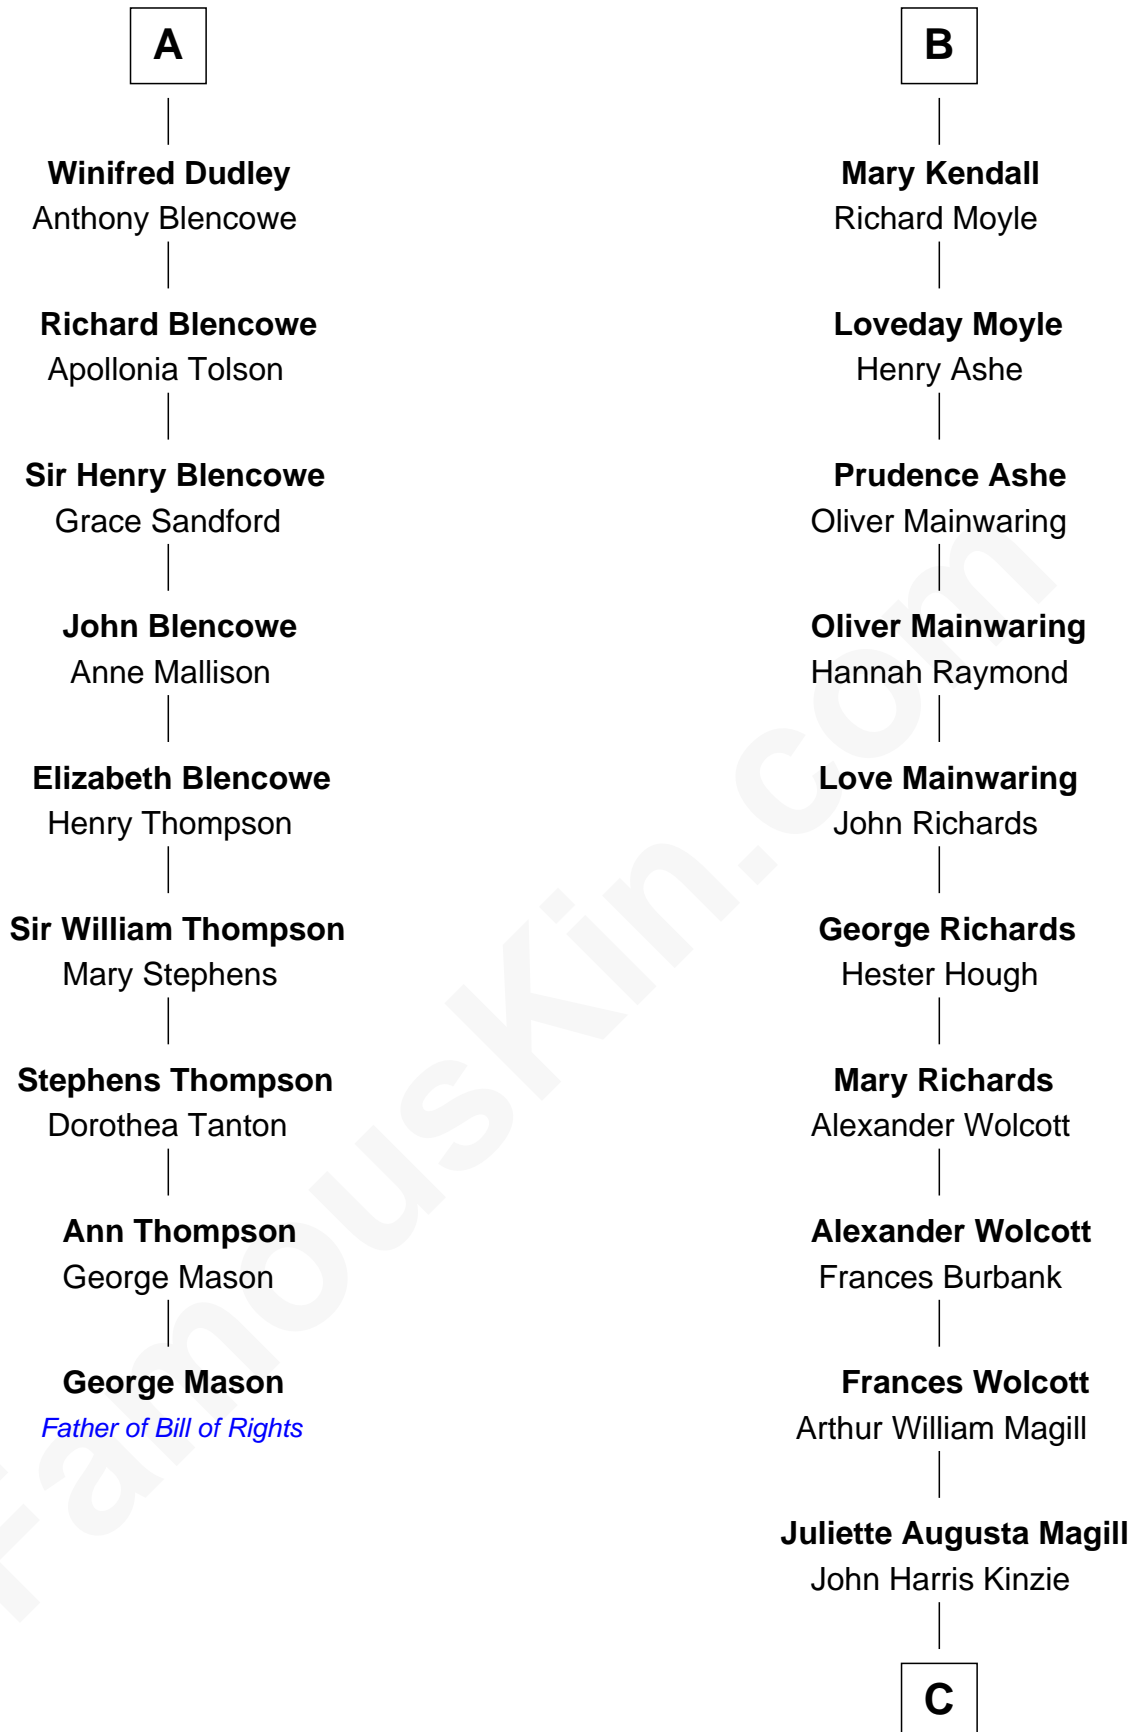 A
Winifred Dudley
Anthony Blencowe
Richard Blencowe
Apollonia Tolson
Sir Henry Blencowe
Grace Sandford
John Blencowe
Anne Mallison
Elizabeth Blencowe
Henry Thompson
Sir William Thompson
Mary Stephens
Stephens Thompson
Dorothea Tanton
Ann Thompson
George Mason
George Mason
Father of Bill of Rights
B
Mary Kendall
Richard Moyle
Loveday Moyle
Henry Ashe
Prudence Ashe
Oliver Mainwaring
Oliver Mainwaring
Hannah Raymond
Love Mainwaring
John Richards
George Richards
Hester Hough
Mary Richards
Alexander Wolcott
Alexander Wolcott
Frances Burbank
Frances Wolcott
Arthur William Magill
Juliette Augusta Magill
John Harris Kinzie
C
FamousKin.com